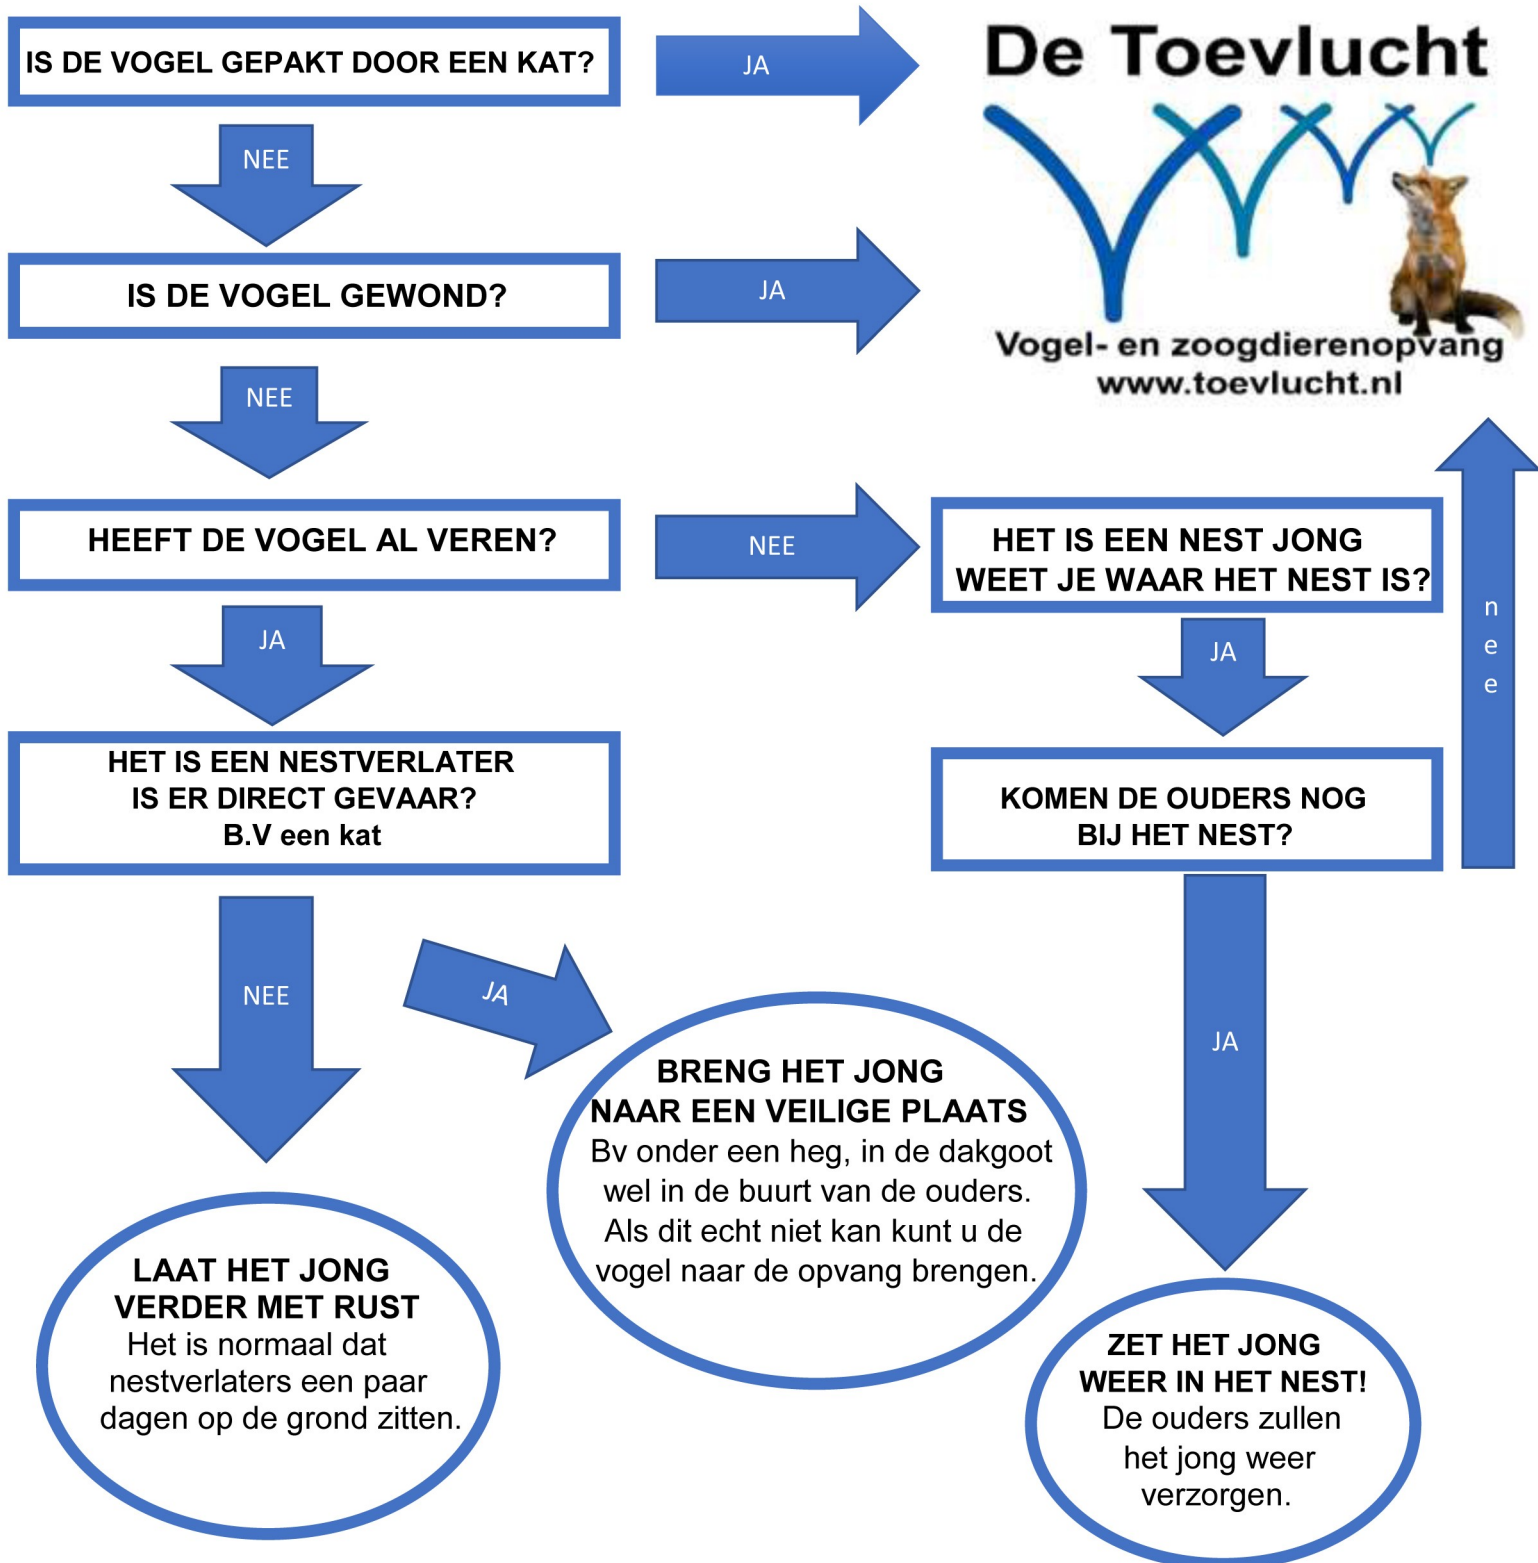 IS DE VOGEL GEPAKT DOOR EEN KAT?
JA
De Toevlucht
Vogel- en zoogdierenopvang
www.toevlucht.nl
NEE
IS DE VOGEL GEWOND?
JA
NEE
HEEFT DE VOGEL AL VEREN?
NEE
HET IS EEN NEST JONG
WEET JE WAAR HET NEST IS?
n
e
e
JA
JA
HET IS EEN NESTVERLATER
IS ER DIRECT GEVAAR?
B.V een kat
KOMEN DE OUDERS NOG
BIJ HET NEST?
NEE
JA
JA
BRENG HET JONG
NAAR EEN VEILIGE PLAATS
Bv onder een heg, in de dakgoot
wel in de buurt van de ouders.
Als dit echt niet kan kunt u de
vogel naar de opvang brengen.
LAAT HET JONG
VERDER MET RUST
Het is normaal dat
nestverlaters een paar
dagen op de grond zitten.
ZET HET JONG
WEER IN HET NEST!
De ouders zullen
het jong weer
verzorgen.